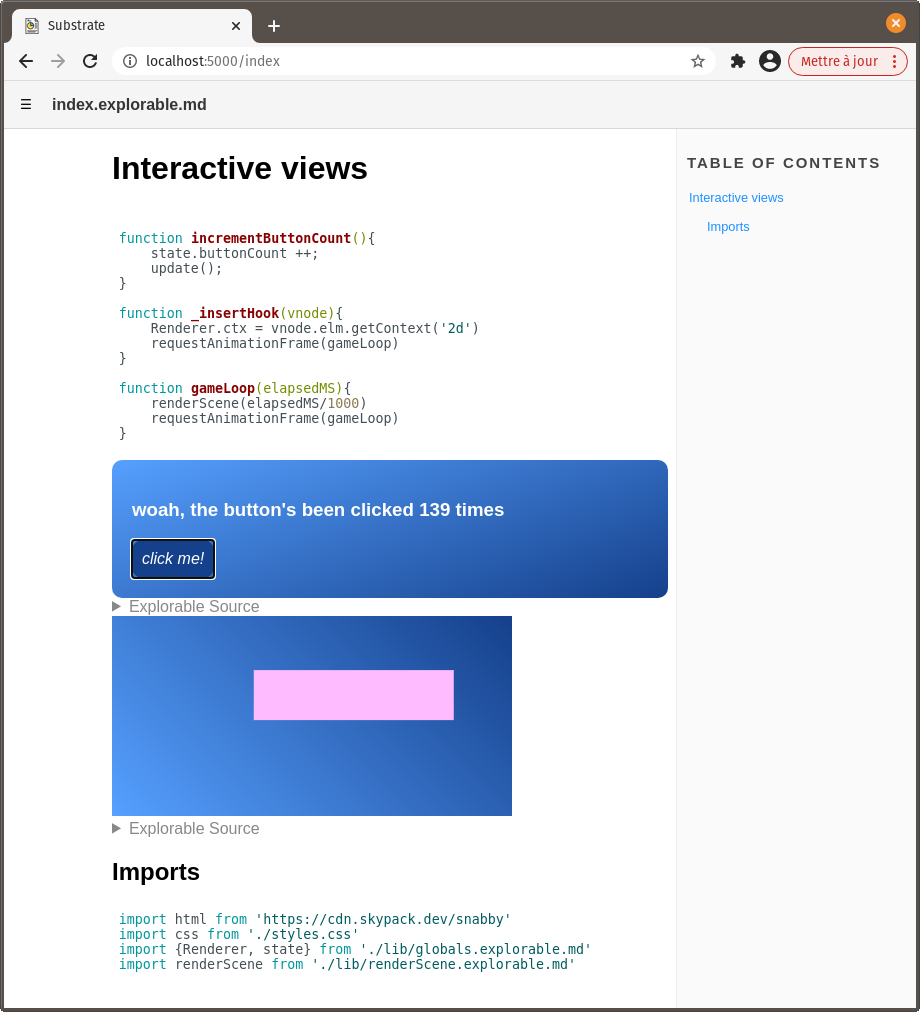 Substrate
localhost:5000/index
Mettre à jour
index.explorable.md
Interactive views
function incrementButtonCount(){
    state.buttonCount ++;
    update();
}
function _insertHook(vnode){
    Renderer.ctx = vnode.elm.getContext('2d')
    requestAnimationFrame(gameLoop)
}
function gameLoop(elapsedMS){
    renderScene(elapsedMS/1000)
    requestAnimationFrame(gameLoop)
}
woah, the button's been clicked 139 times
click me!
Explorable Source
Explorable Source
Imports
import html from 'https://cdn.skypack.dev/snabby'
import css from './styles.css'
import {Renderer, state} from './lib/globals.explorable.md'
import renderScene from './lib/renderScene.explorable.md'
TABLE OF CONTENTS
Interactive views
Imports